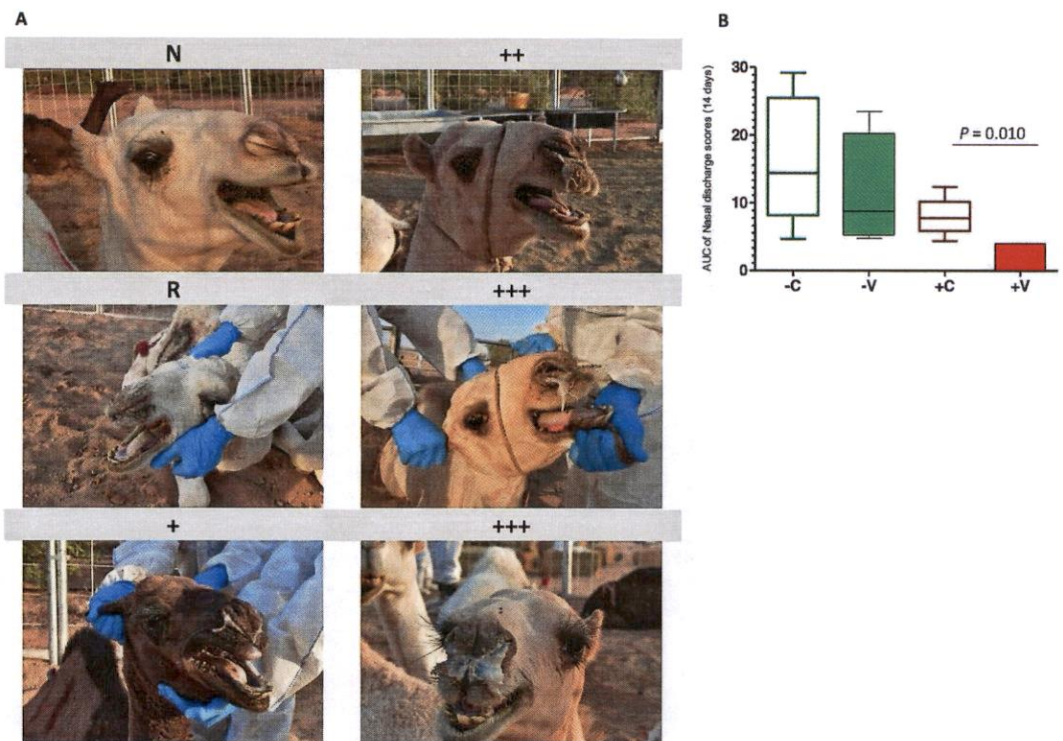 A
N
++
R
+++
+
+++
B
AUC of Nasal discharge scores (14 days)
30
20
10
0
P = 0.010
-C
-V
+C
+V